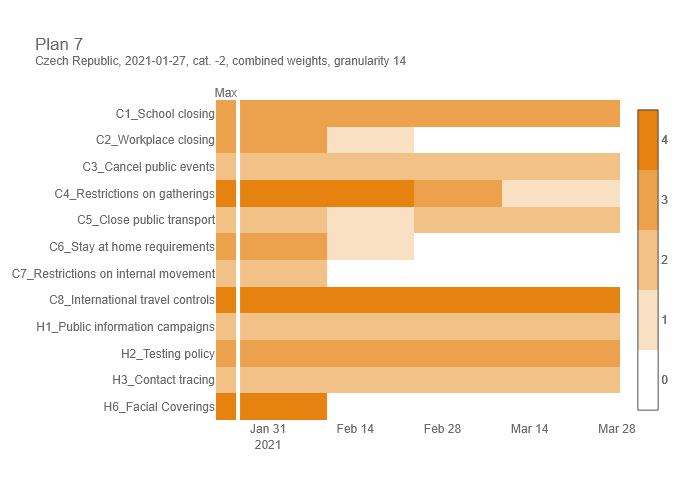 Plan 7
Czech Republic, 2021-01-27, cat. -2, combined weights, granularity 14
Max
C1_School closing
C2_Workplace closing
C3_Cancel public events
C4_Restrictions on gatherings
C5_Close public transport
C6_Stay at home requirements
C7_Restrictions on internal movement
C8_International travel controls
H1_Public information campaigns
H2_Testing policy
H3_Contact tracing
H6_Facial Coverings
Jan 31 Feb 14 Feb 28 Mar 14 Mar 28
2021
4
3
2
1
0